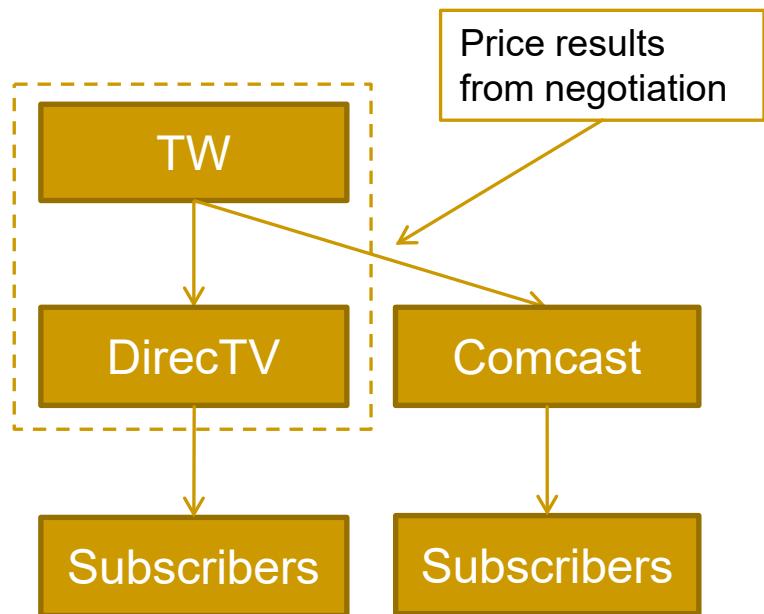 Price results
from negotiation
TW
DirecTV
Comcast
Subscribers
Subscribers